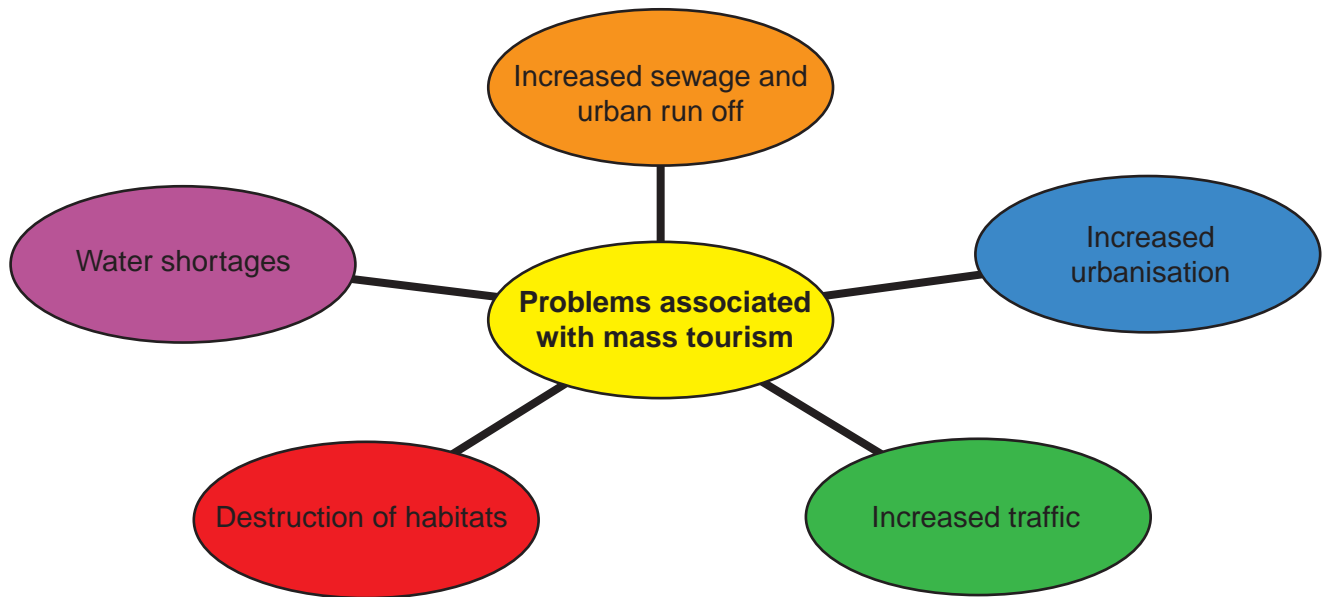 Increased sewage and
urban run off
Water shortages
Increased
urbanisation
Problems associated
with mass tourism
Destruction of habitats
Increased traffic